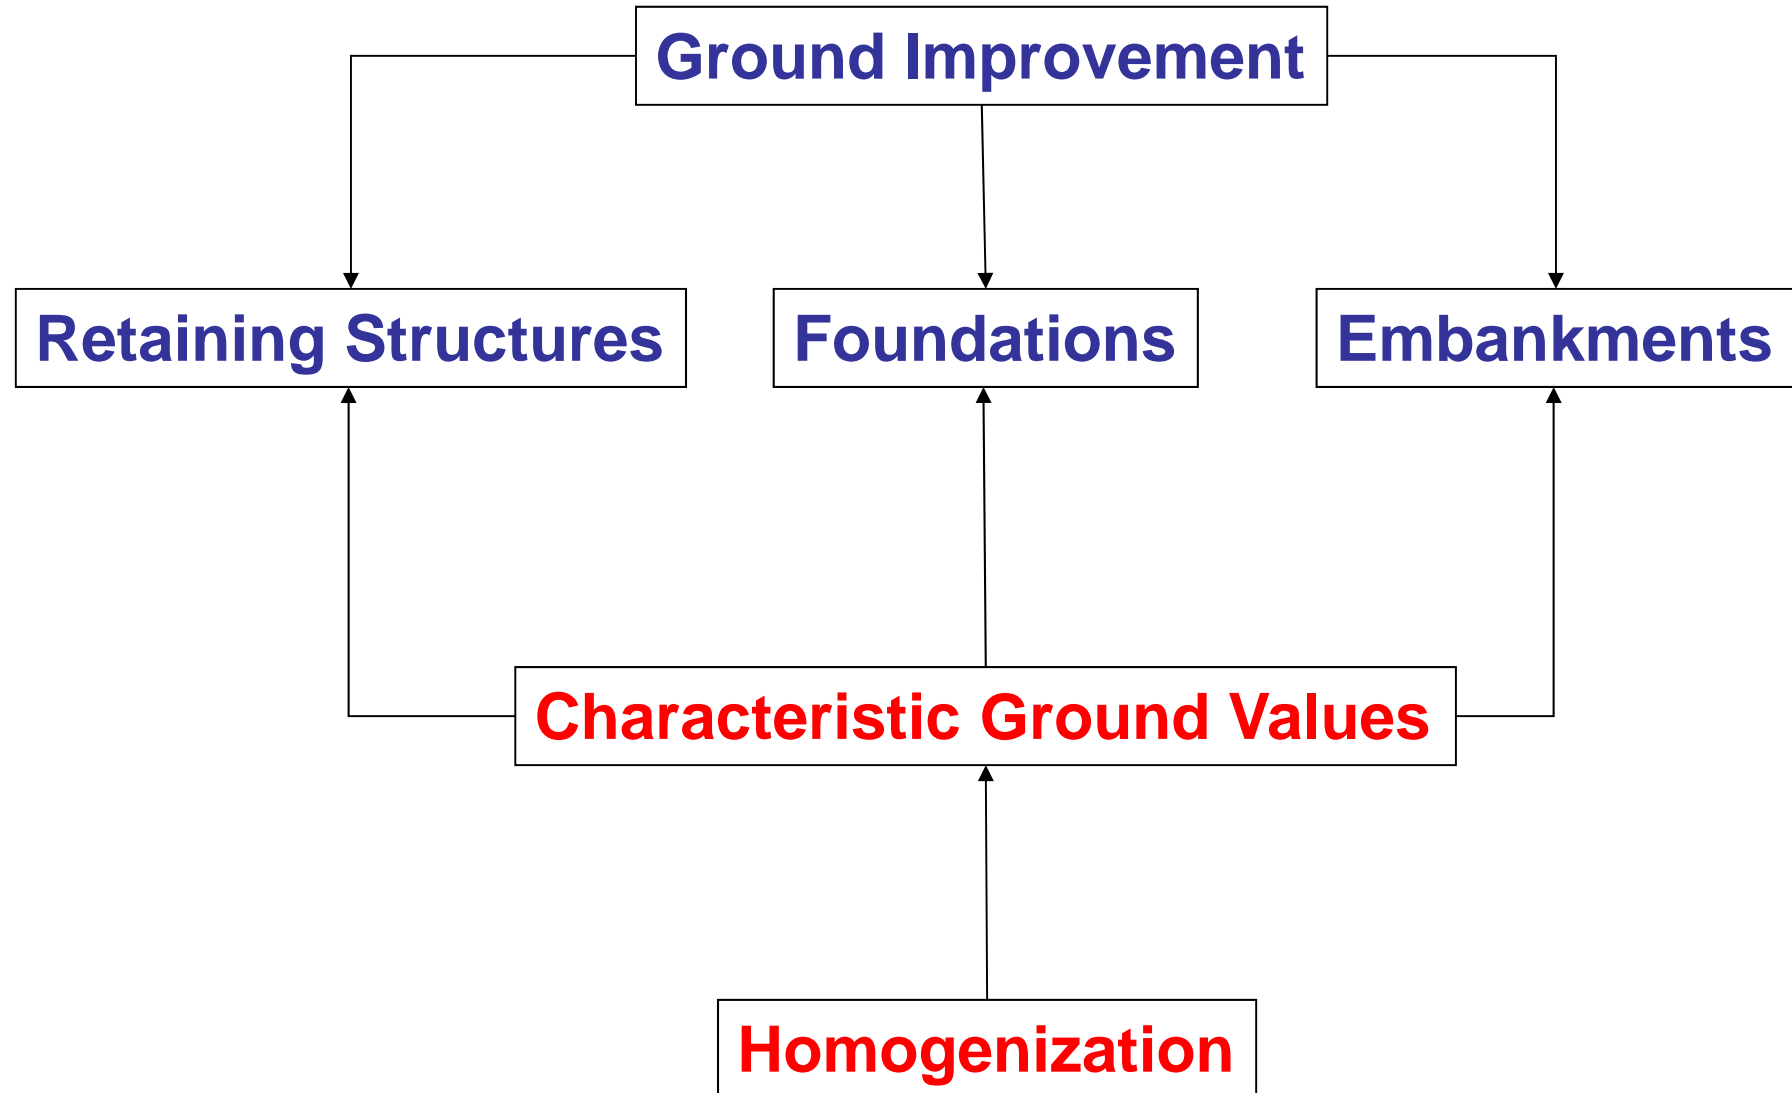 Ground Improvement
Retaining Structures
Foundations
Embankments
Characteristic Ground Values
Homogenization